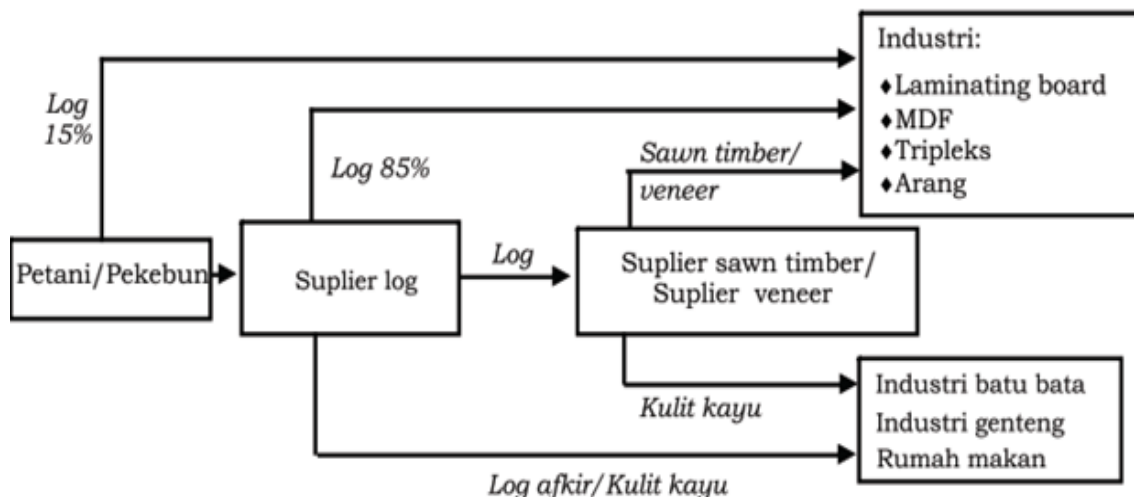 Industri:
♦Laminating board
♦MDF
♦Tripleks
♦Arang
Log
15%
Log 85%
Sawn timber/
veneer
Petani/Pekebun
Suplier log
Log
Suplier sawn timber/
Suplier veneer
Kulit kayu
Industri batu bata
Industri genteng
Rumah makan
Log afkir/Kulit kayu